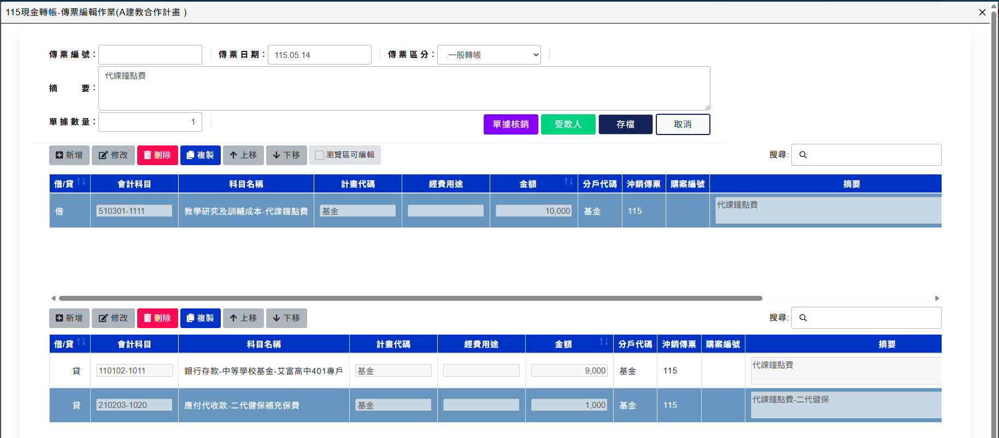 115現金轉帳-傳票編輯作業(A建教合作計畫 )
傳票編號：
傳票日期： 115.05.14
傳票區分： .一般轉帳
摘 要： 代課鐘點費
單據數量： 1
單據核銷 受款人 存檔 取消
新增 修改 刪除 複製 上移 下移 瀏覽區可編輯 搜尋:
借/貸 會計科目 科目名稱 計畫代碼 經費用途 金額 分戶代碼 沖銷傳票 購案編號 摘要
借 510301-1111 教學研究及訓輔成本-代課鐘點費 基金 10,000 基金 115 代課鐘點費
新增 修改 刪除 複製 上移 下移 搜尋:
借/貸 會計科目 科目名稱 計畫代碼 經費用途 金額 分戶代碼 沖銷傳票 購案編號 摘要
貸 110102-1011 銀行存款-中等學校基金-艾富高中401專戶 基金 9,000 基金 115 代課鐘點費
貸 210203-1020 應付代收款-二代健保補充保費 基金 1,000 基金 115 代課鐘點費-二代健保